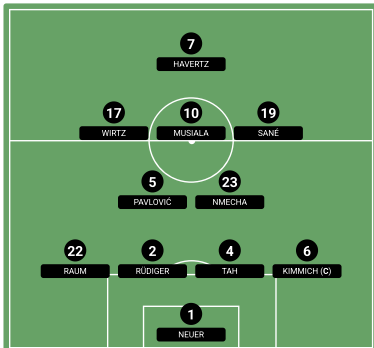 7
HAVERTZ
17 10 19
WIRTZ MUSIALA SANÉ
5 23
PAVLOVIĆ NMECHA
22 2 4 6
RAUM RÜDIGER TAH KIMMICH (C)
1
NEUER